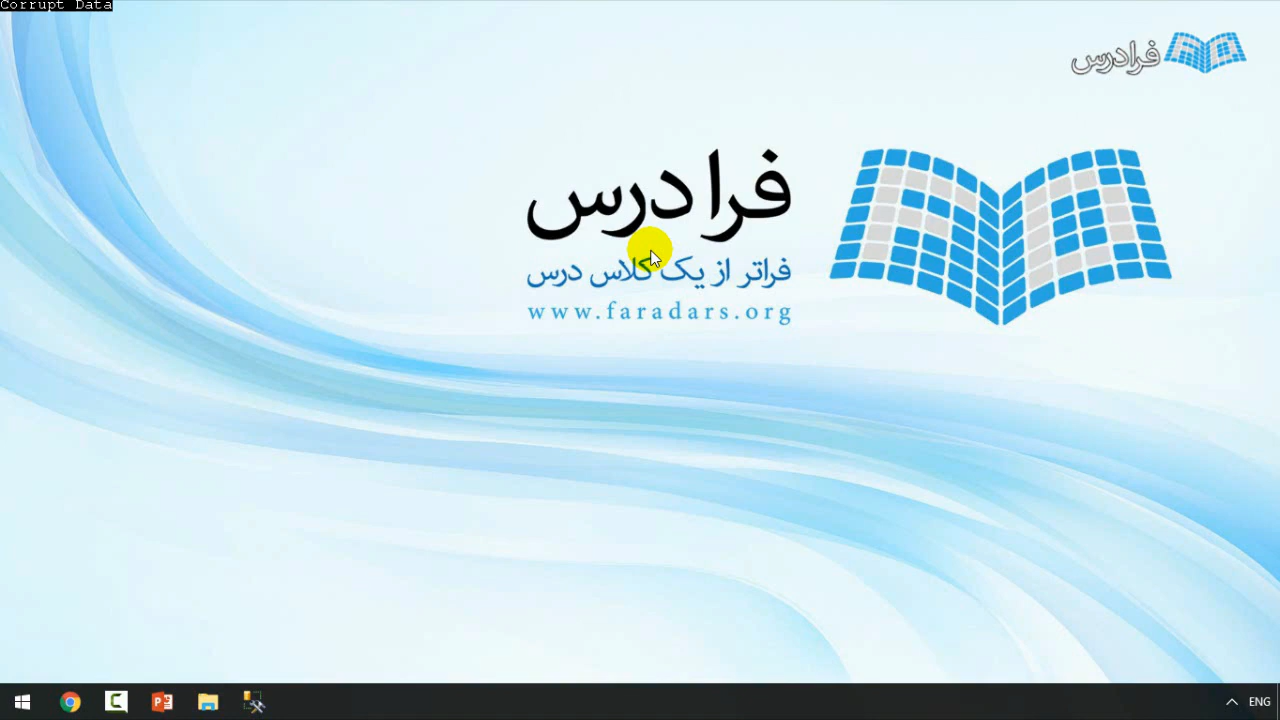 Corrupt Data
فرادرس
فرادرس
فراتر از یک کلاس درس
www.faradars.org
ENG